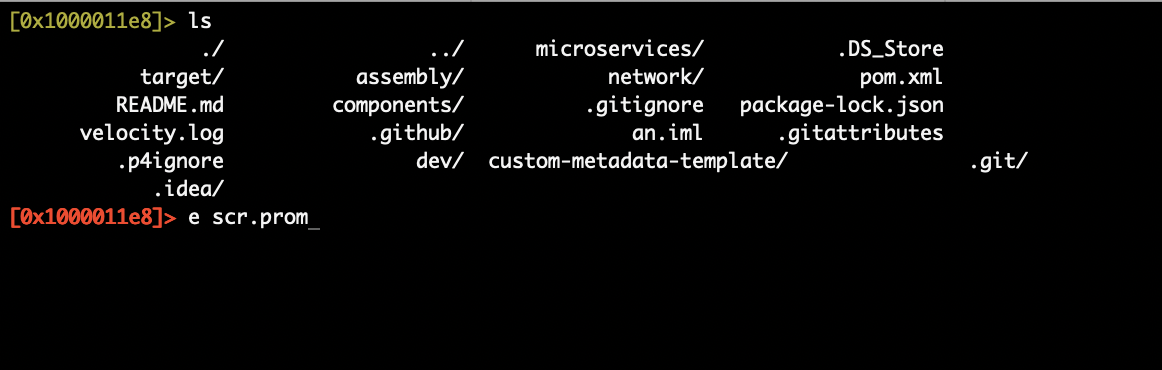 [0x1000011e8]> ls
./ ../ microservices/ .DS_Store
target/ assembly/ network/ pom.xml
README.md components/ .gitignore package-lock.json
velocity.log .github/ an.iml .gitattributes
.p4ignore dev/ custom-metadata-template/ .git/
.idea/
[0x1000011e8]> e scr.prom_